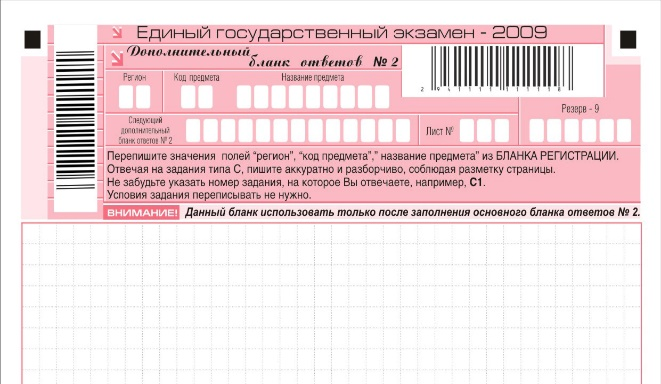 Единый государственный экзамен - 2009
Дополнительный
бланк ответов № 2
Регион
Код предмета
Название предмета
Резерв - 9
Следующий
дополнительный
бланк ответов № 2
Лист №
Перепишите значения полей "регион", "код предмета"," название предмета" из БЛАНКА РЕГИСТРАЦИИ.
Отвечая на задания типа С, пишите аккуратно и разборчиво, соблюдая разметку страницы.
Не забудьте указать номер задания, на которое Вы отвечаете, например, С1.
Условия задания переписывать не нужно.
ВНИМАНИЕ! Данный бланк использовать только после заполнения основного бланка ответов № 2.